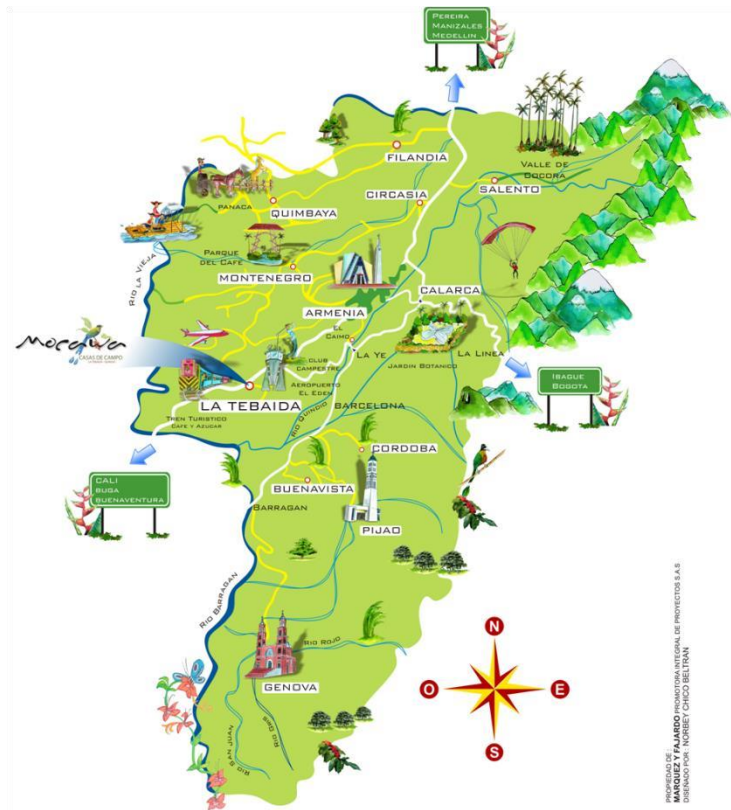 PEREIRA
MANIZALES
MEDELLIN
FILANDIA
VALLE DE
COCORA
SALENTO
CIRCASIA
PANACA
QUIMBAYA
RIO LA VIEJA
PARQUE
DEL CAFE
MONTENEGRO
CALARCA
ARMENIA
EL
CAIMO
LA YE
LA LINEA
JARDIN BOTANICO
Mocawa
CASAS DE CAMPO
CLUB
CAMPESTRE
AEROPUERTO
EL EDEN
LA TEBAIDA
TREN TURISTICO
CAFE Y AZUCAR
RIO QUINDIO
BARCELONA
IBAGUE
BOGOTA
CALI
BUGA
BUENAVENTURA
CORDOBA
BUENAVISTA
BARRAGAN
PIJAO
RIO BARRAGAN
RIO ROJO
GENOVA
RIO SAN JUAN
RIO GRIS
N
O
E
S
PROPIEDAD DE :
MARQUEZ Y FAJARDO PROMOTORA INTEGRAL DE PROYECTOS S.A.S
DISEÑADO POR : NORBEY CHICO BELTRAN